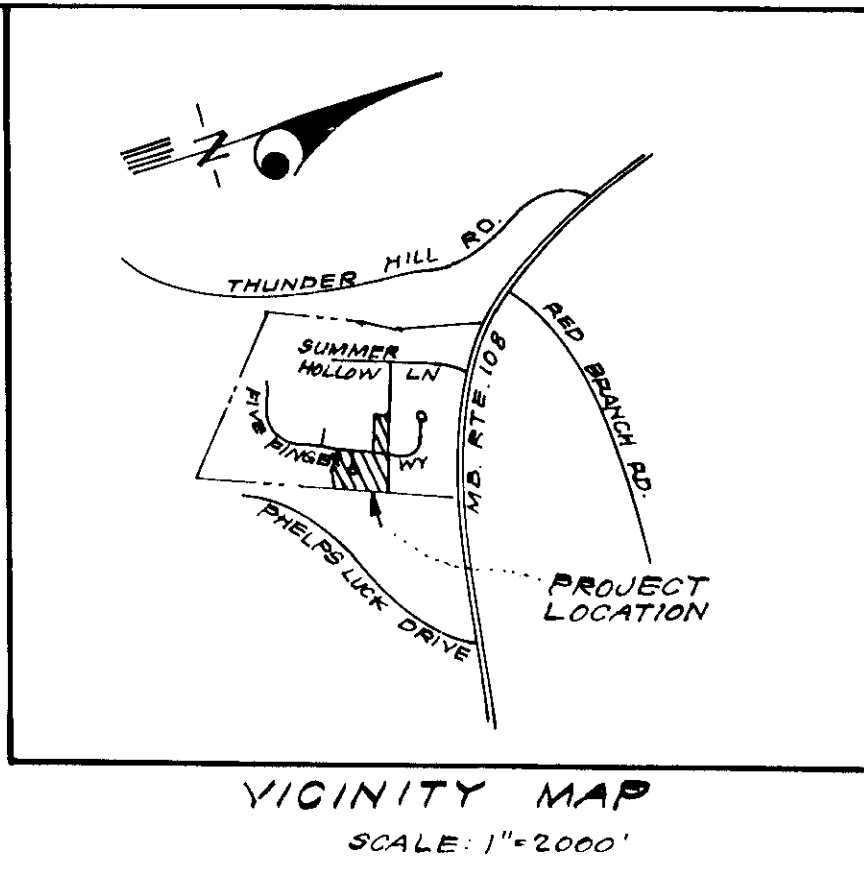 N
THUNDER HILL RD.
SUMMER
HOLLOW LN
FIVE FINGERS WY
MD. RTE. 108
RED BRANCH RD.
PHELPS LUCK DRIVE
PROJECT
LOCATION
VICINITY MAP
SCALE: 1"=2000'